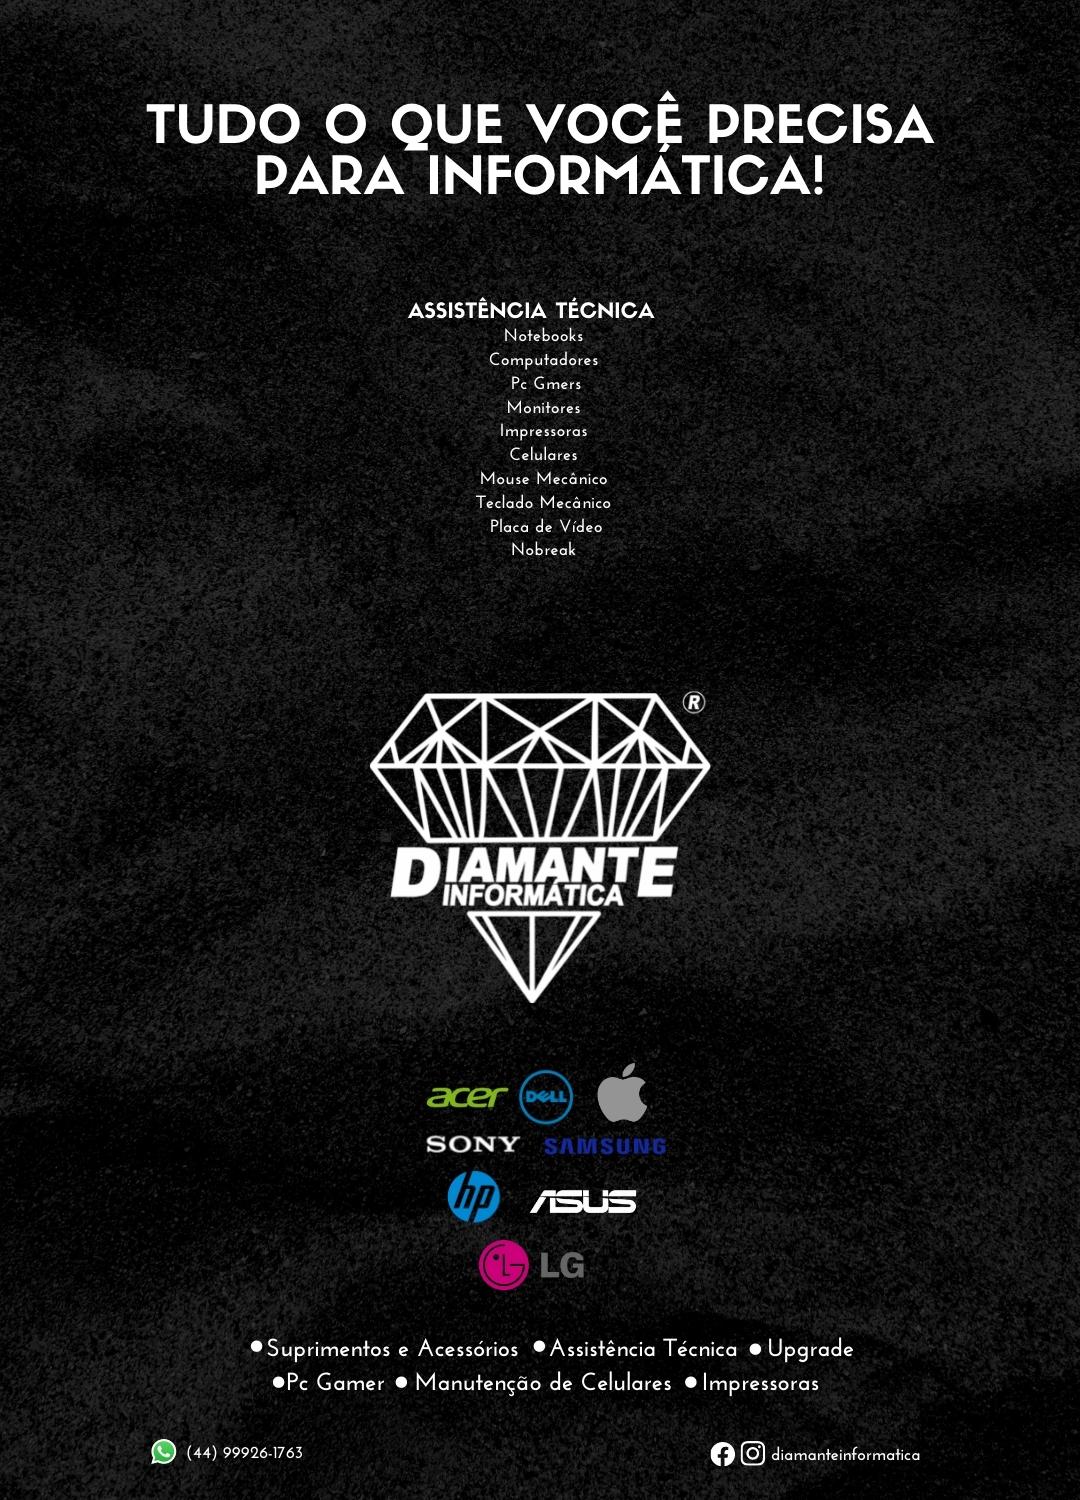 TUDO O QUE VOCÊ PRECISA
PARA INFORMÁTICA!
ASSISTÊNCIA TÉCNICA
Notebooks
Computadores
Pc Gmers
Monitores
Impressoras
Celulares
Mouse Mecânico
Teclado Mecânico
Placa de Vídeo
Nobreak
®
DIAMANTE
INFORMÁTICA
acer DELL
SONY SAMSUNG
hp ASUS
LG LG
•Suprimentos e Acessórios •Assistência Técnica • Upgrade
•Pc Gamer • Manutenção de Celulares • Impressoras
(44) 99926-1763 diamanteinformatica